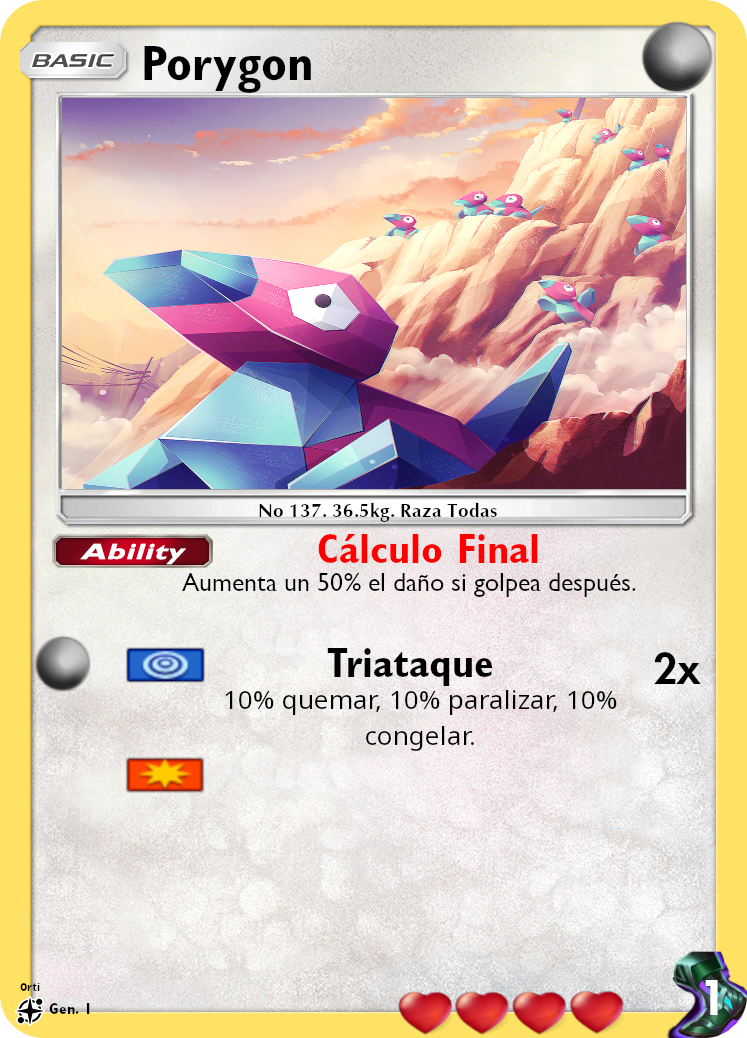 BASIC Porygon
No 137. 36.5kg. Raza Todas
Ability Cálculo Final
Aumenta un 50% el daño si golpea después.
Triataque 2x
10% quemar, 10% paralizar, 10%
congelar.
Orti
Gen. 1
1